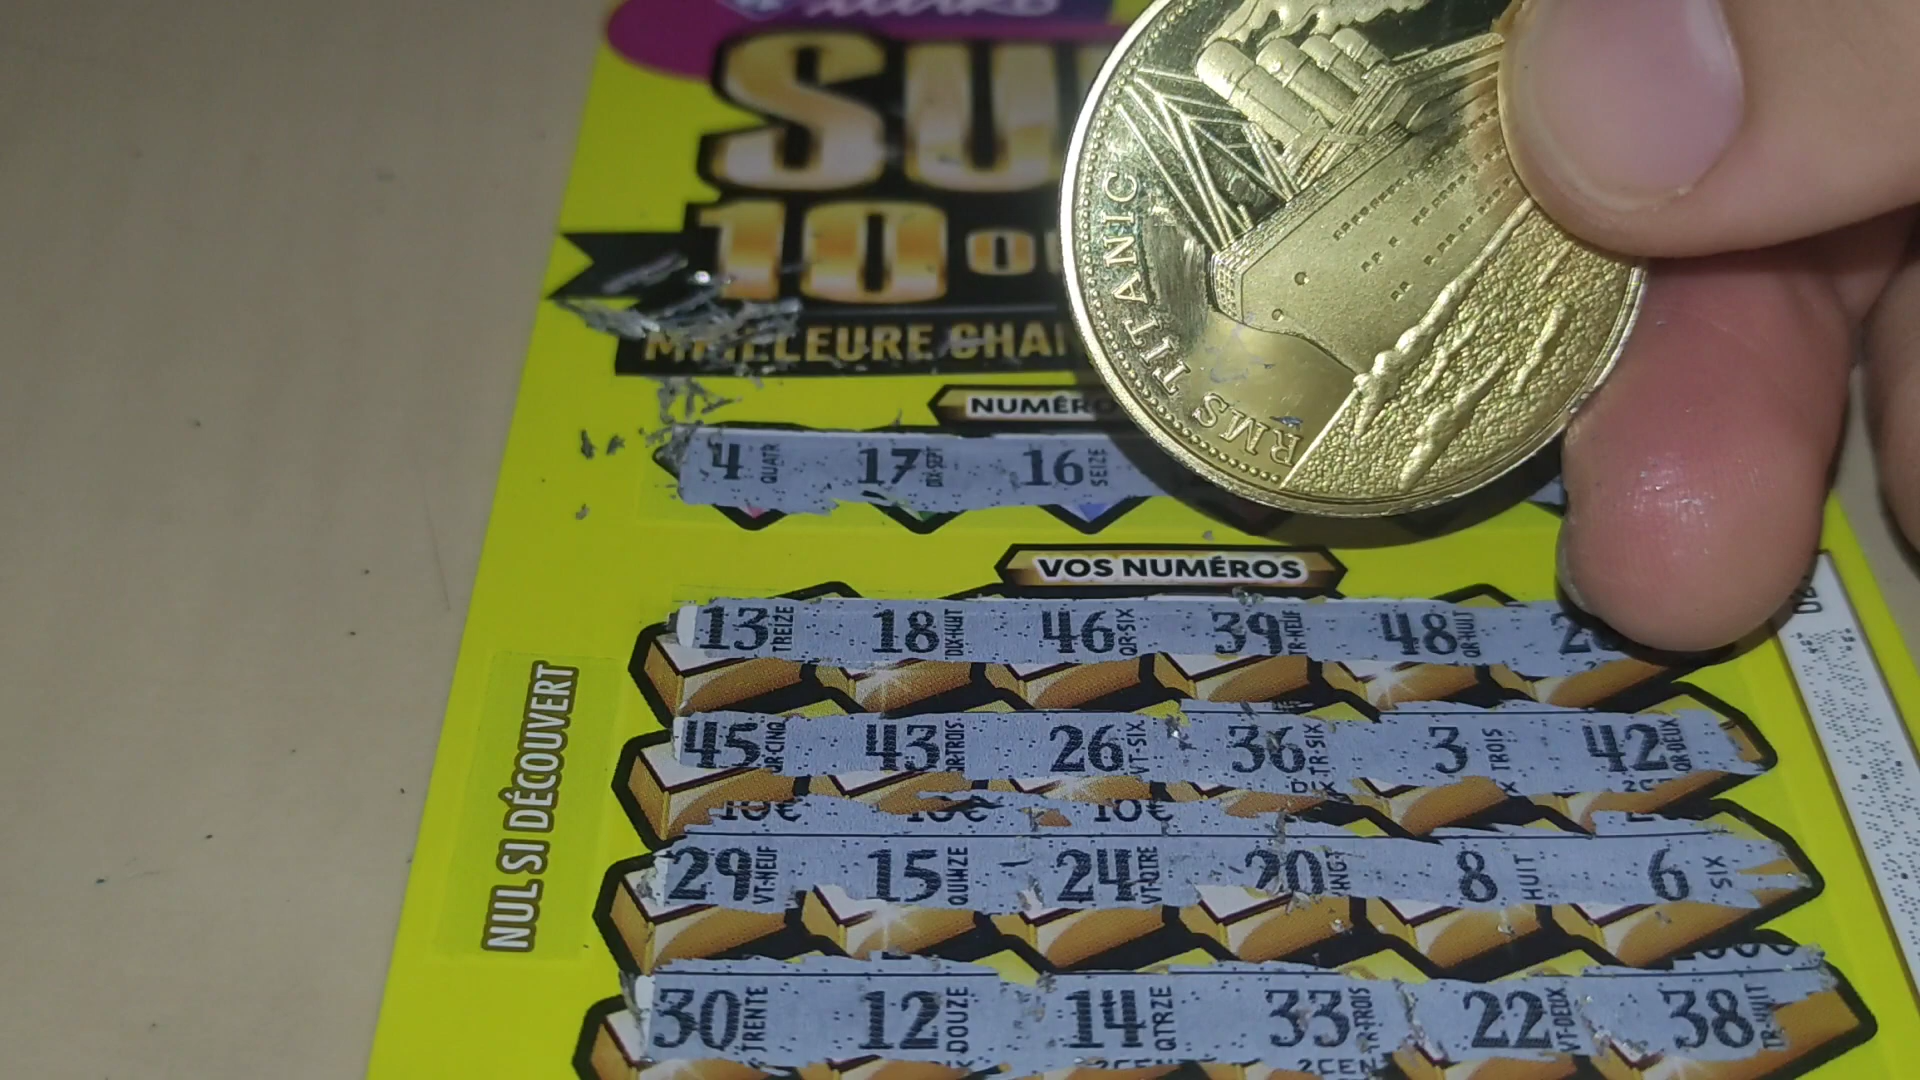 SU
10 o
MEILLEURE CHAN
RMS TITANIC
NUMÉRO
4 QUATR 17 DIX-SEPT 16 SEIZE
VOS NUMÉROS
13 TREIZE 18 DIX-HUIT 46 QR-SIX 39 TR-NEUF 48 QR-HUIT
45 QR-CINQ 43 QR-TROIS 26 VT-SIX 36 TR-SIX 3 TROIS 42 QR-DEUX
10€ 10€ 10€
29 VT-NEUF 15 QUINZE 24 VT-QTRE 20 INGT 8 HUIT 6 SIX
30 TRENTE 12 DOUZE 14 QTRZE 33 TR-TROIS 22 VT-DEUX 38 TR-HUIT
2CEN
NUL SI DÉCOUVERT